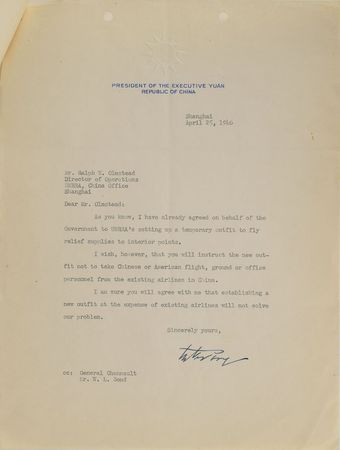 PRESIDENT OF THE EXECUTIVE YUAN
REPUBLIC OF CHINA
Shanghai
April 25, 1946
Mr. Ralph W. Olmstead
Director of Operations
UNRRA, China Office
Shanghai
Dear Mr. Olmstead:
As you know, I have already agreed on behalf of the
Government to UNRRA's setting up a temporary outfit to fly
relief supplies to interior points.
I wish, however, that you will instruct the new out-
fit not to take Chinese or American flight, ground or office
personnel from the existing airlines in China.
I am sure you will agree with me that establishing a
new outfit at the expense of existing airlines will not solve
our problem.
Sincerely yours,
cc: General Chennault
Mr. W. L. Bond